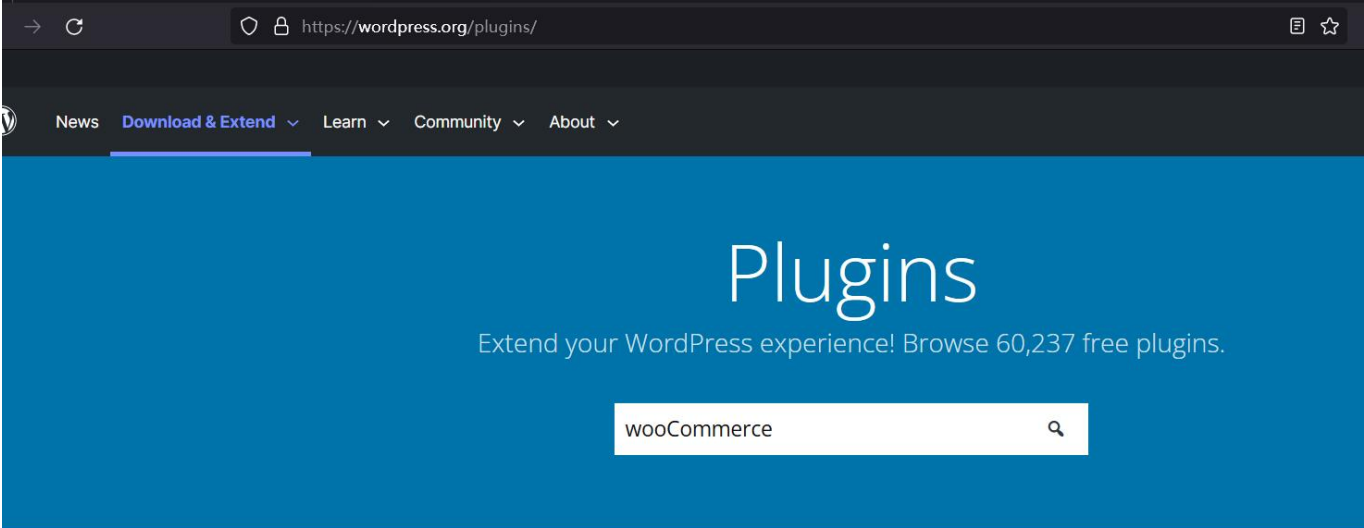 https://wordpress.org/plugins/
News Download & Extend Learn Community About
Plugins
Extend your WordPress experience! Browse 60,237 free plugins.
wooCommerce